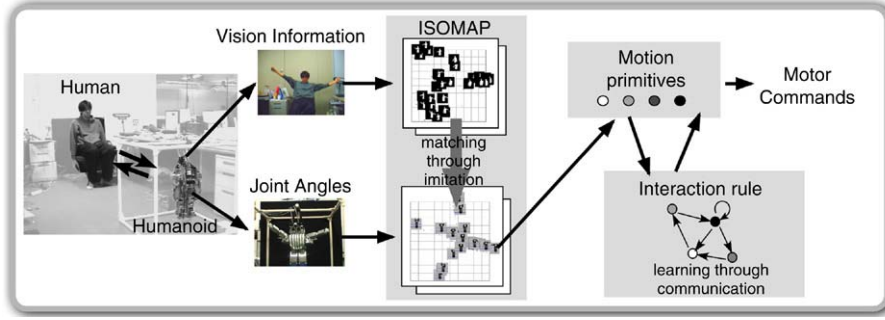 Human
Humanoid
Vision Information
Joint Angles
ISOMAP
matching
through
imitation
Motion
primitives
Motor
Commands
Interaction rule
learning through
communication